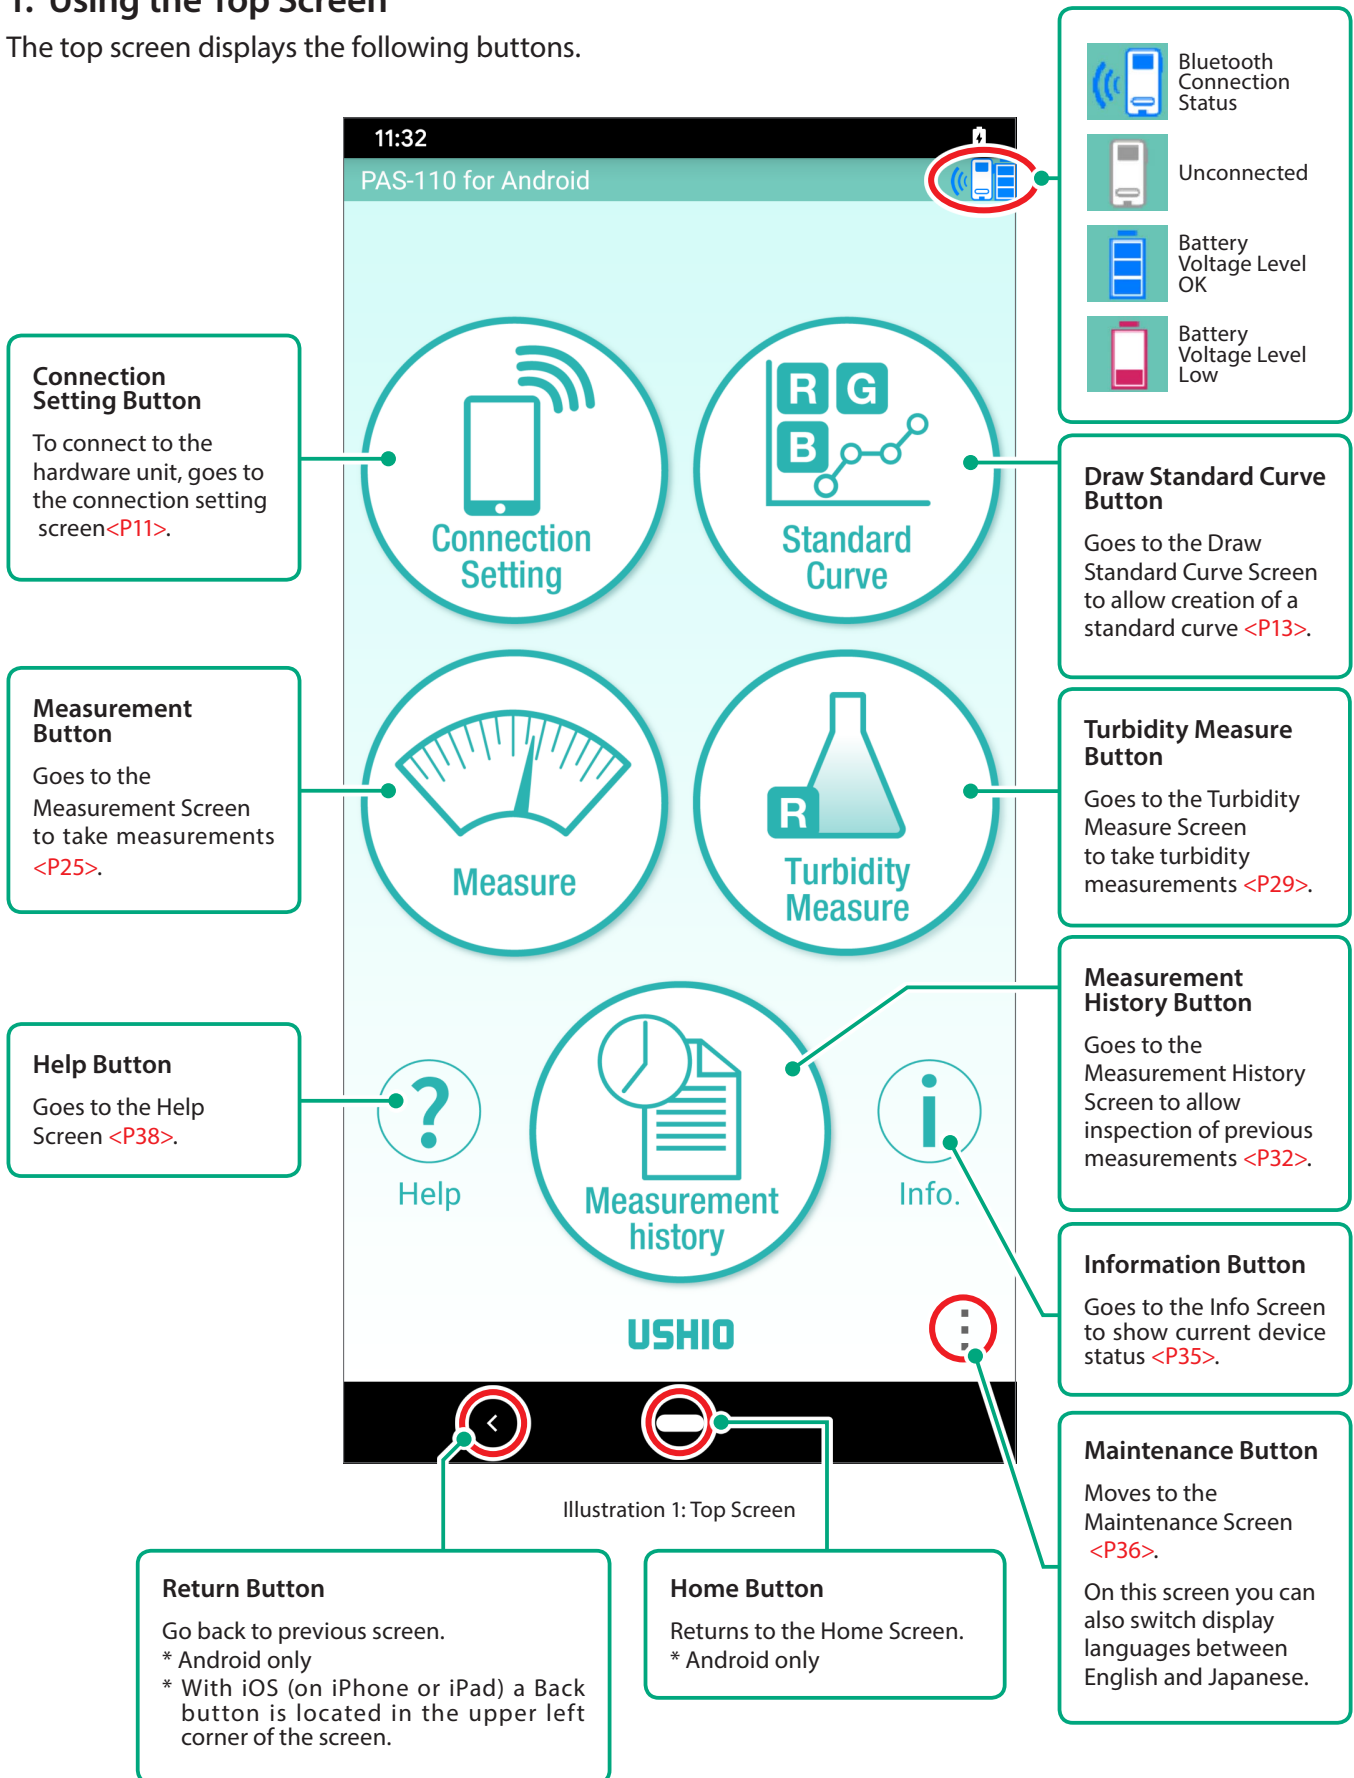 1. Using the Top Screen
The top screen displays the following buttons.
Bluetooth
Connection
Status
Unconnected
Battery
Voltage Level
OK
Battery
Voltage Level
Low
11:32
PAS-110 for Android
Connection
Setting Button
To connect to the
hardware unit, goes to
the connection setting
screen<P11>.
Connection
Setting
R G
B
Standard
Curve
Draw Standard Curve
Button
Goes to the Draw
Standard Curve Screen
to allow creation of a
standard curve <P13>.
Measurement
Button
Goes to the
Measurement Screen
to take measurements
<P25>.
Measure
R
Turbidity
Measure
Turbidity Measure
Button
Goes to the Turbidity
Measure Screen
to take turbidity
measurements <P29>.
Measurement
History Button
Goes to the
Measurement History
Screen to allow
inspection of previous
measurements <P32>.
Help Button
Goes to the Help
Screen <P38>.
?
Help
Measurement
history
i
Info.
Information Button
Goes to the Info Screen
to show current device
status <P35>.
USHIO
Maintenance Button
Moves to the
Maintenance Screen
<P36>.
On this screen you can
also switch display
languages between
English and Japanese.
Illustration 1: Top Screen
Return Button
Go back to previous screen.
* Android only
* With iOS (on iPhone or iPad) a Back
button is located in the upper left
corner of the screen.
Home Button
Returns to the Home Screen.
* Android only